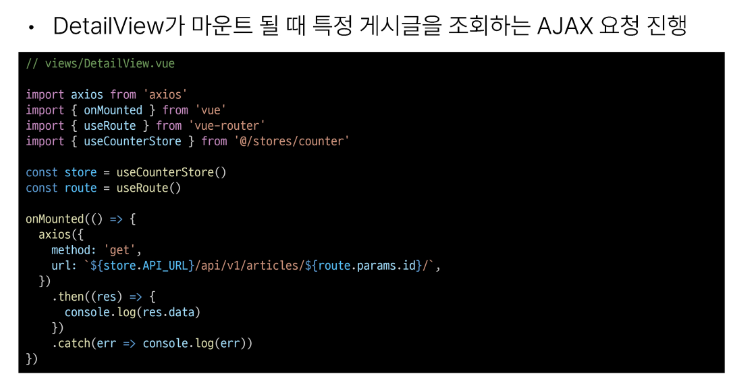 • DetailView가 마운트 될 때 특정 게시글을 조회하는 AJAX 요청 진행
// views/DetailView.vue
import axios from 'axios'
import { onMounted } from 'vue'
import { useRoute } from 'vue-router'
import { useCounterStore } from '@/stores/counter'
const store = useCounterStore()
const route = useRoute()
onMounted(() => {
  axios({
    method: 'get',
    url: `${store.API_URL}/api/v1/articles/${route.params.id}/`,
  })
    .then((res) => {
      console.log(res.data)
    })
    .catch(err => console.log(err))
})